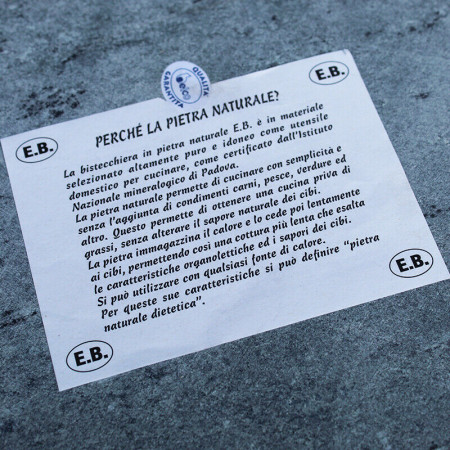 QUALITÀ
GARANTITA
E.B.
E.B.
PERCHÉ LA PIETRA NATURALE?
La bistecchiera in pietra naturale E.B. è in materiale
selezionato altamente puro e idoneo come utensile
domestico per cucinare, come certificato dall'Istituto
Nazionale mineralogico di Padova.
La pietra naturale permette di cucinare con semplicità e
senza l'aggiunta di condimenti carni, pesce, verdure ed
altro. Questo permette di ottenere una cucina priva di
grassi, senza alterare il sapore naturale dei cibi.
La pietra immagazzina il calore e lo cede poi lentamente
ai cibi, permettendo così una cottura più lenta che esalta
le caratteristiche organolettiche ed i sapori dei cibi.
Si può utilizzare con qualsiasi fonte di calore.
Per queste sue caratteristiche si può definire "pietra
naturale dietetica".
E.B.
E.B.